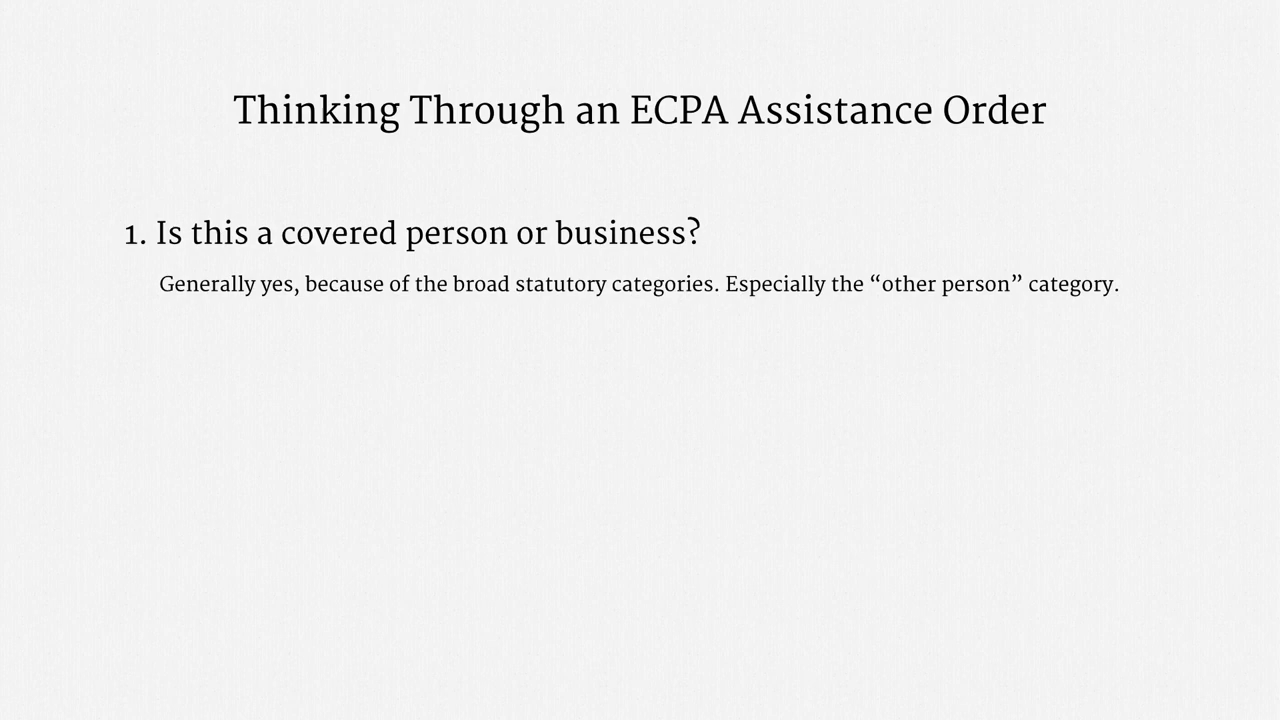 Thinking Through an ECPA Assistance Order
1. Is this a covered person or business?
Generally yes, because of the broad statutory categories. Especially the “other person” category.